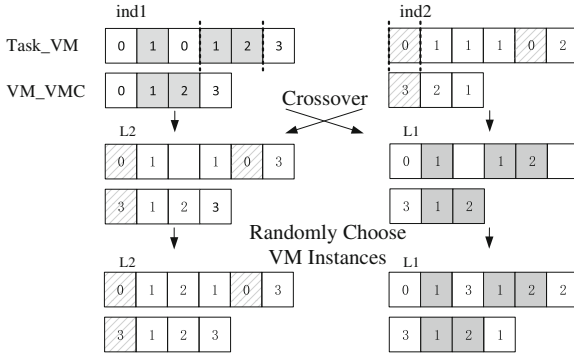 ind1 ind2
Task_VM 0 1 0 1 2 3 0 1 1 1 0 2
VM_VMC 0 1 2 3 3 2 1
Crossover
L2 L1
0 1 1 0 3 0 1 1 2
3 1 2 3 3 1 2
Randomly Choose
VM Instances
L2 L1
0 1 2 1 0 3 0 1 3 1 2 2
3 1 2 3 3 1 2 1